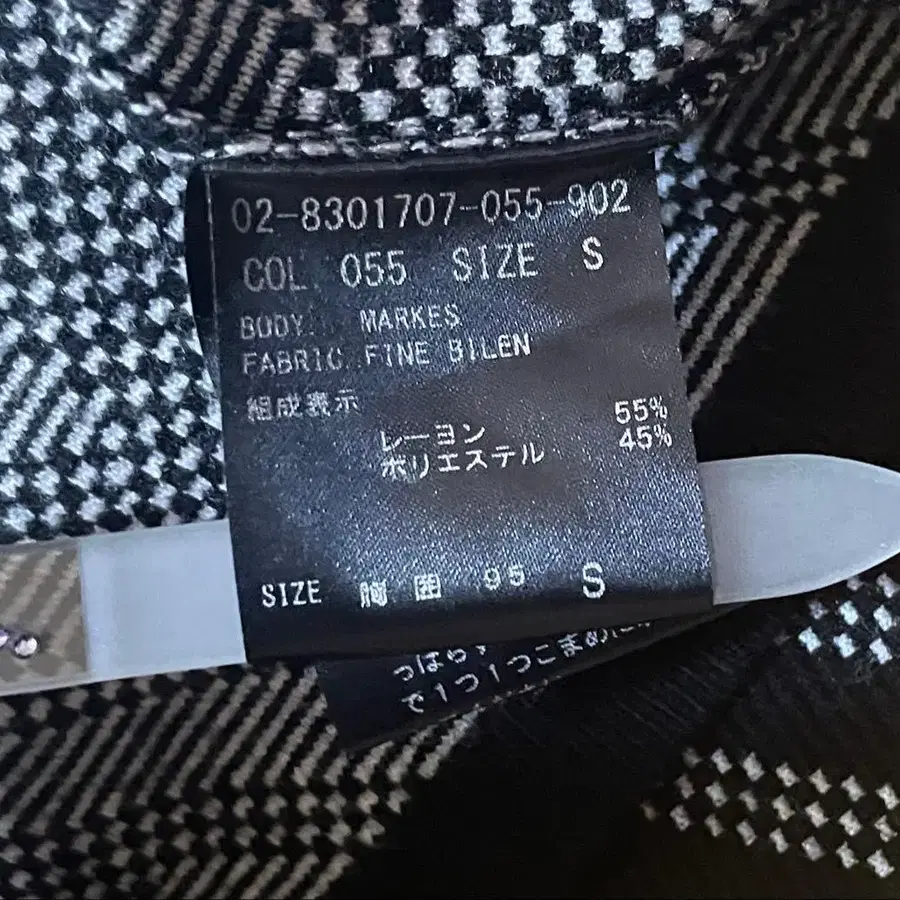 02-8301707-055-902
COL 055 SIZE S
BODY: MARKES
FABRIC FINE BILEN
組成表示
レーヨン 55%
ポリエステル 45%
SIZE 胸囲 95 S
で1つ1つこまめに